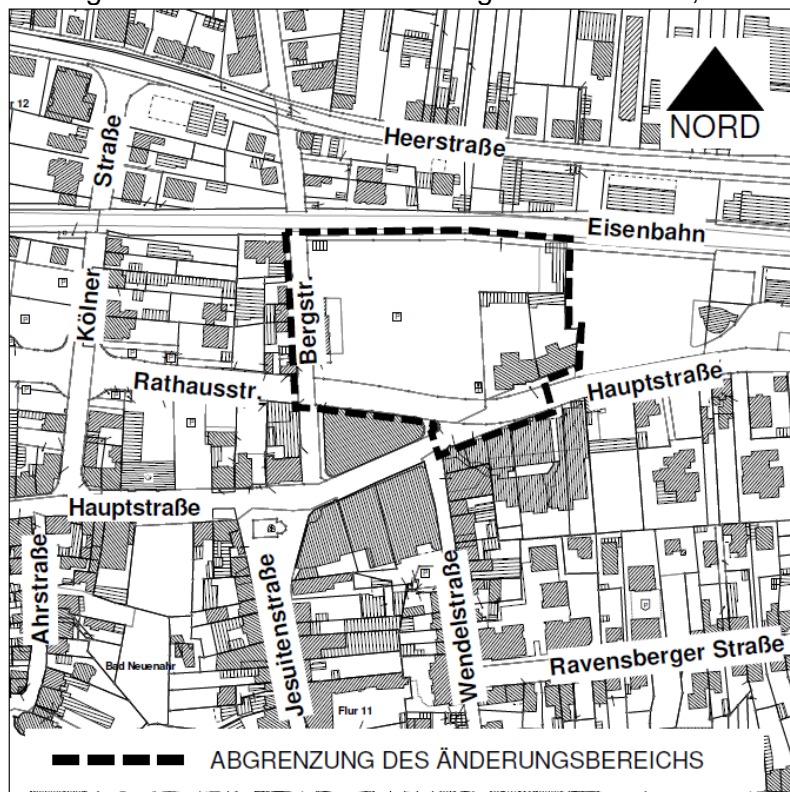 NORD
r 12
Heerstraße
Straße
Kölner
Eisenbahn
Bergstr.
P
P
P
P
P
P
Rathausstr.
Hauptstraße
Hauptstraße
Ahrstraße
Jesuitenstraße
Wendelstraße
P
P
Ravensberger Straße
Bad Neuenahr
Flur 11
ABGRENZUNG DES ÄNDERUNGSBEREICHS